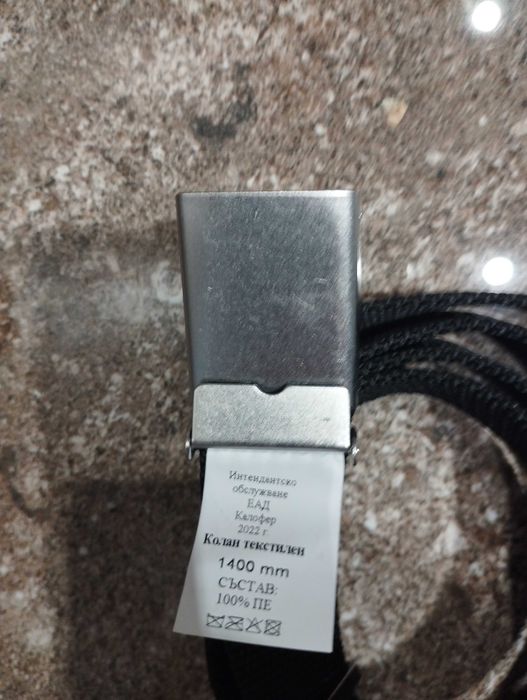 Интендантско
обслужване
ЕАД
Калофер
2022 г.
Колан текстилен
1400 mm
СЪСТАВ:
100% ПЕ